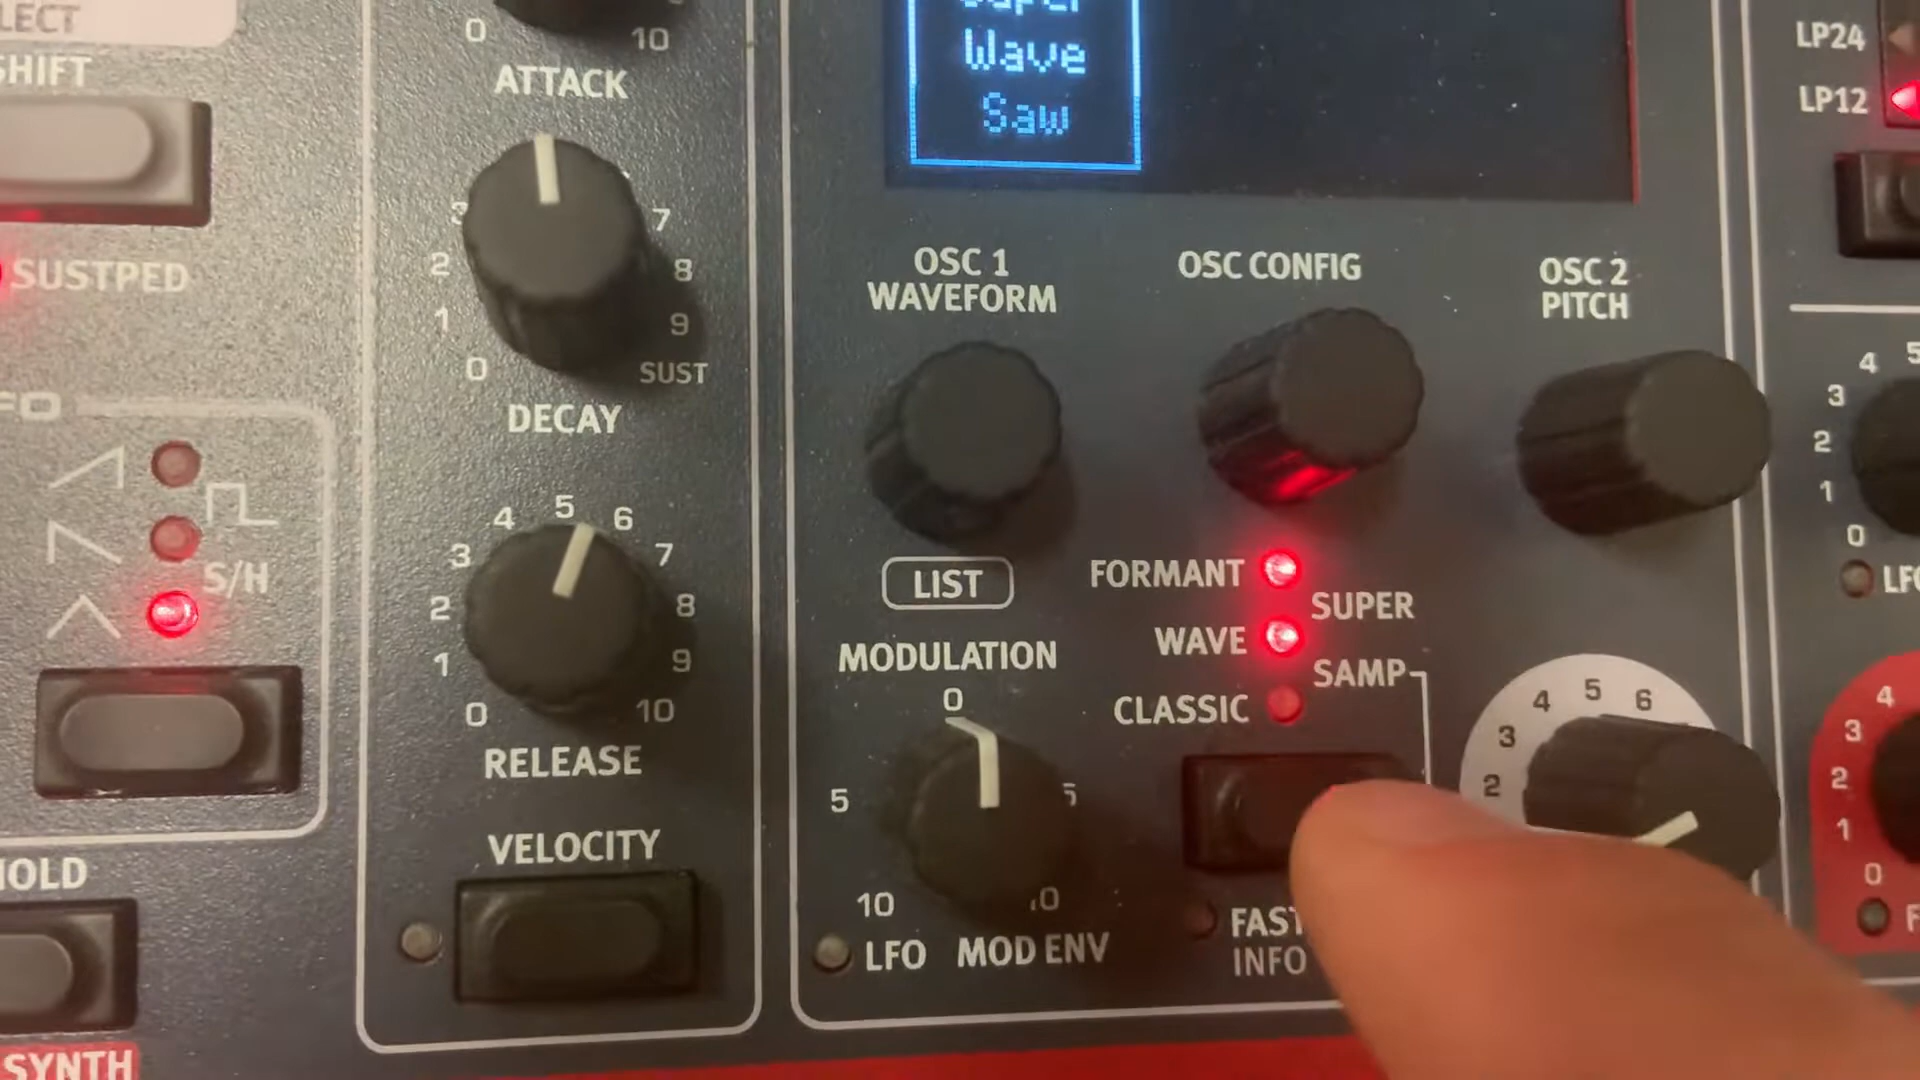 SHIFT
SUSTPED
S/H
HOLD
SYNTH
0 10
ATTACK
3 7
2 8
1 9
0 SUST
DECAY
5
4 6
3 7
2 8
1 9
0 10
RELEASE
VELOCITY
Wave
Saw
OSC 1
WAVEFORM
LIST
MODULATION
0
5 5
10
LFO MOD ENV
OSC CONFIG
FORMANT
SUPER
WAVE
SAMP
CLASSIC
FAST
INFO
OSC 2
PITCH
5
4 6
3
2
LP24
LP12
4 5
3
2
1
0
4
3
2
1
0